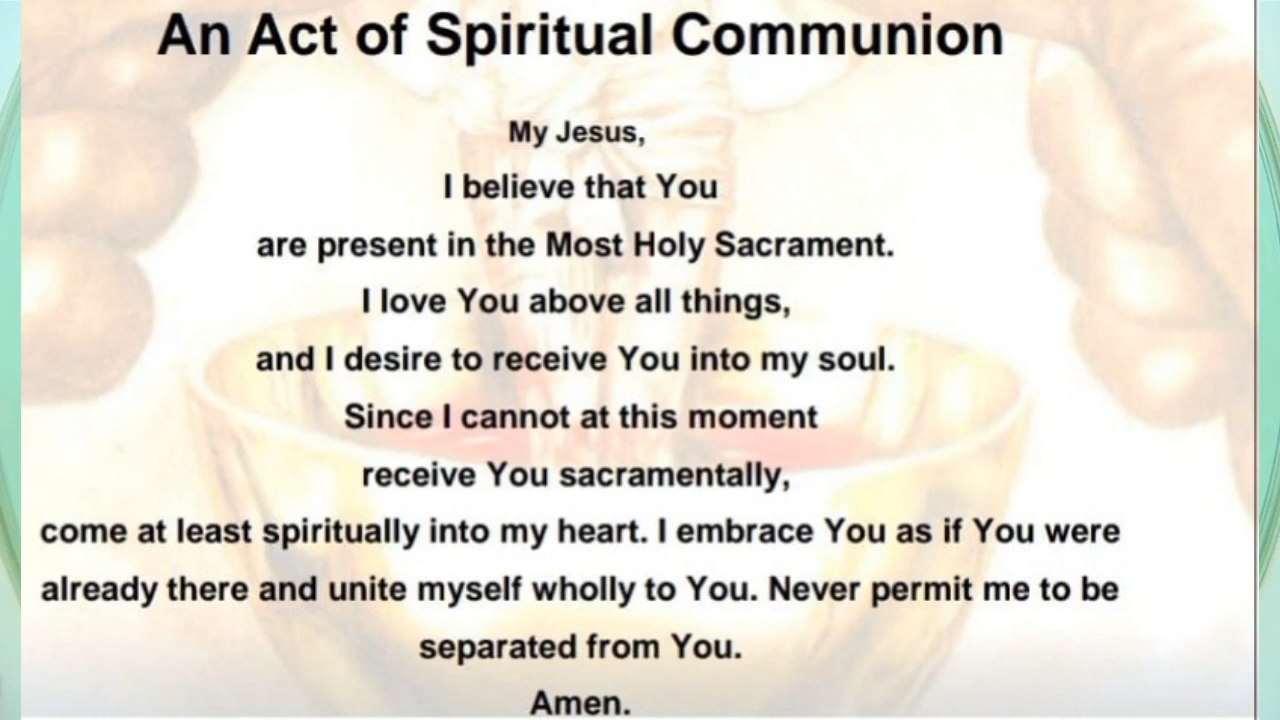 An Act of Spiritual Communion
My Jesus,
I believe that You
are present in the Most Holy Sacrament.
I love You above all things,
and I desire to receive You into my soul.
Since I cannot at this moment
receive You sacramentally,
come at least spiritually into my heart. I embrace You as if You were
already there and unite myself wholly to You. Never permit me to be
separated from You.
Amen.